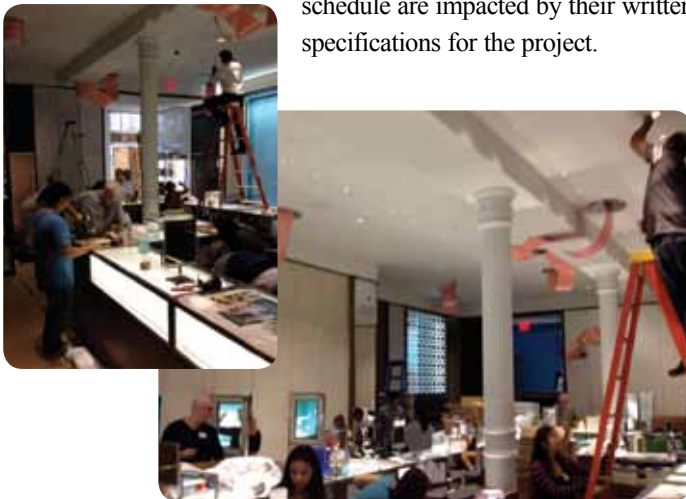 schedule are impacted by their written
specifications for the project.